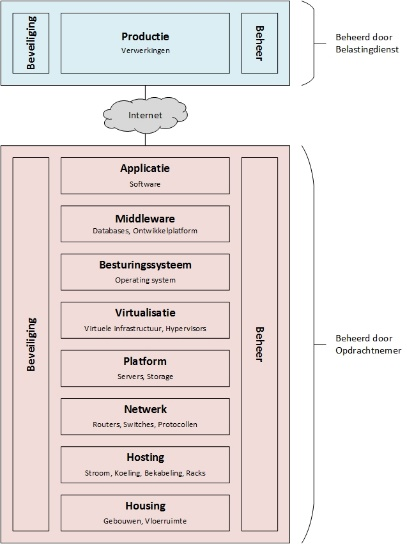 Beveiliging
Productie
Verwerkingen
Beheer
Beheerd door
Belastingdienst
Internet
Beveiliging
Applicatie
Software
Middleware
Databases, Ontwikkelplatform
Besturingssysteem
Operating system
Virtualisatie
Virtuele Infrastructuur, Hypervisors
Platform
Servers, Storage
Netwerk
Routers, Switches, Protocollen
Hosting
Stroom, Koeling, Bekabeling, Racks
Housing
Gebouwen, Vloerruimte
Beheer
Beheerd door
Opdrachtnemer